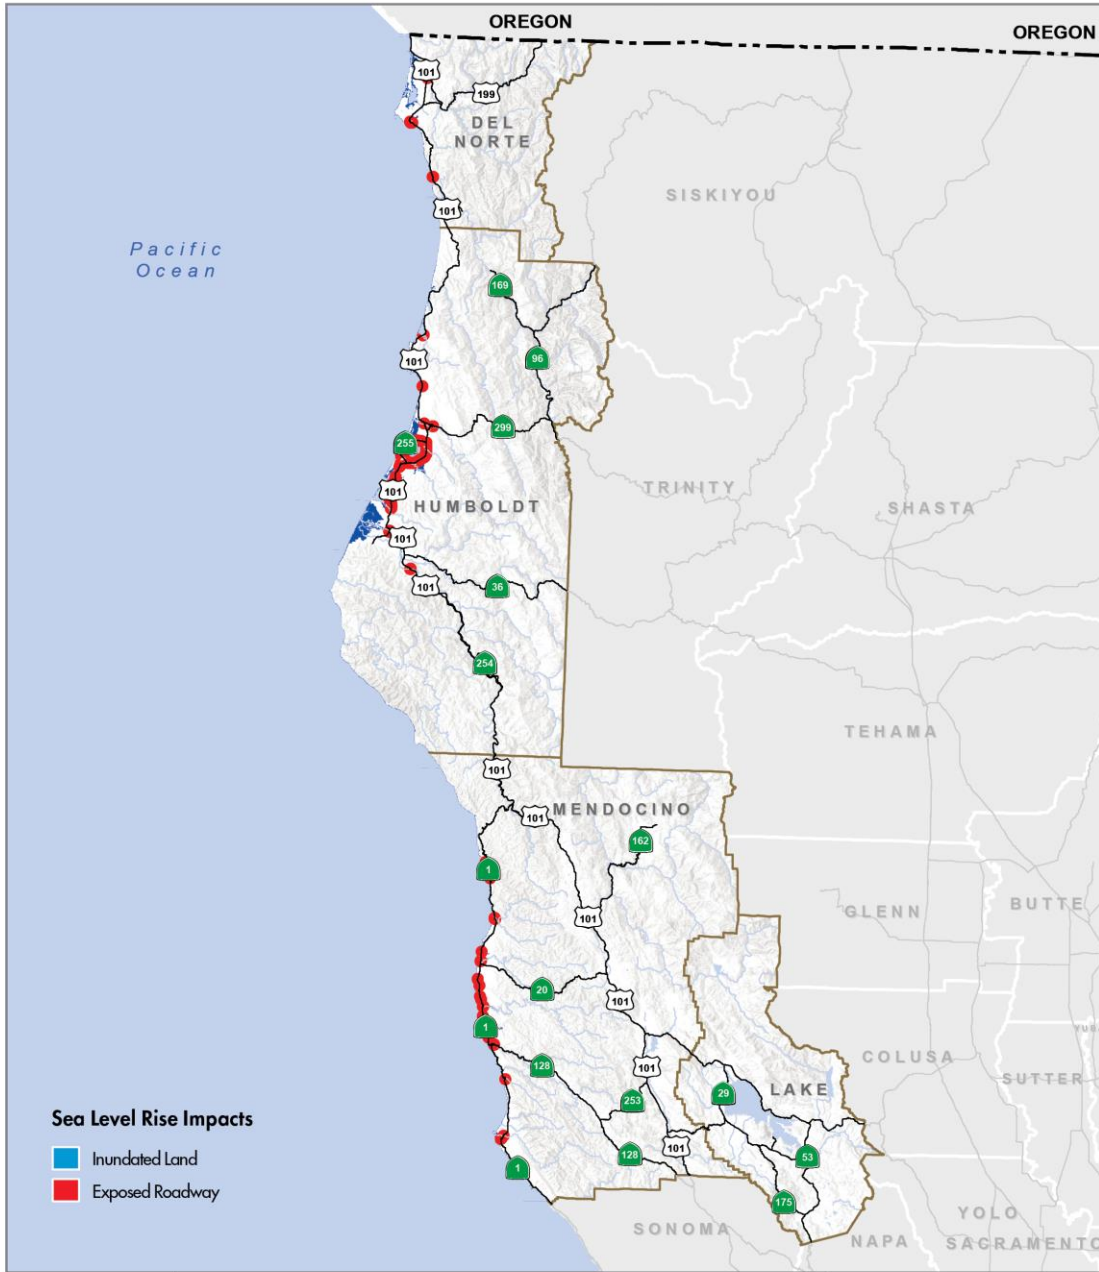 OREGON
OREGON
101
199
DEL
NORTE
SISKIYOU
101
Pacific
Ocean
169
101
96
299
255
TRINITY
101
HUMBOLDT
SHASTA
101
101
36
254
TEHAMA
101
MENDOCINO
101
162
1
GLENN
BUTTE
101
20
101
1
COLUSA
128
101
SUTTER
LAKE
29
253
Sea Level Rise Impacts
101
128
53
Inundated Land
1
Exposed Roadway
175
YOLO
SONOMA
NAPA
SACRAMENTO